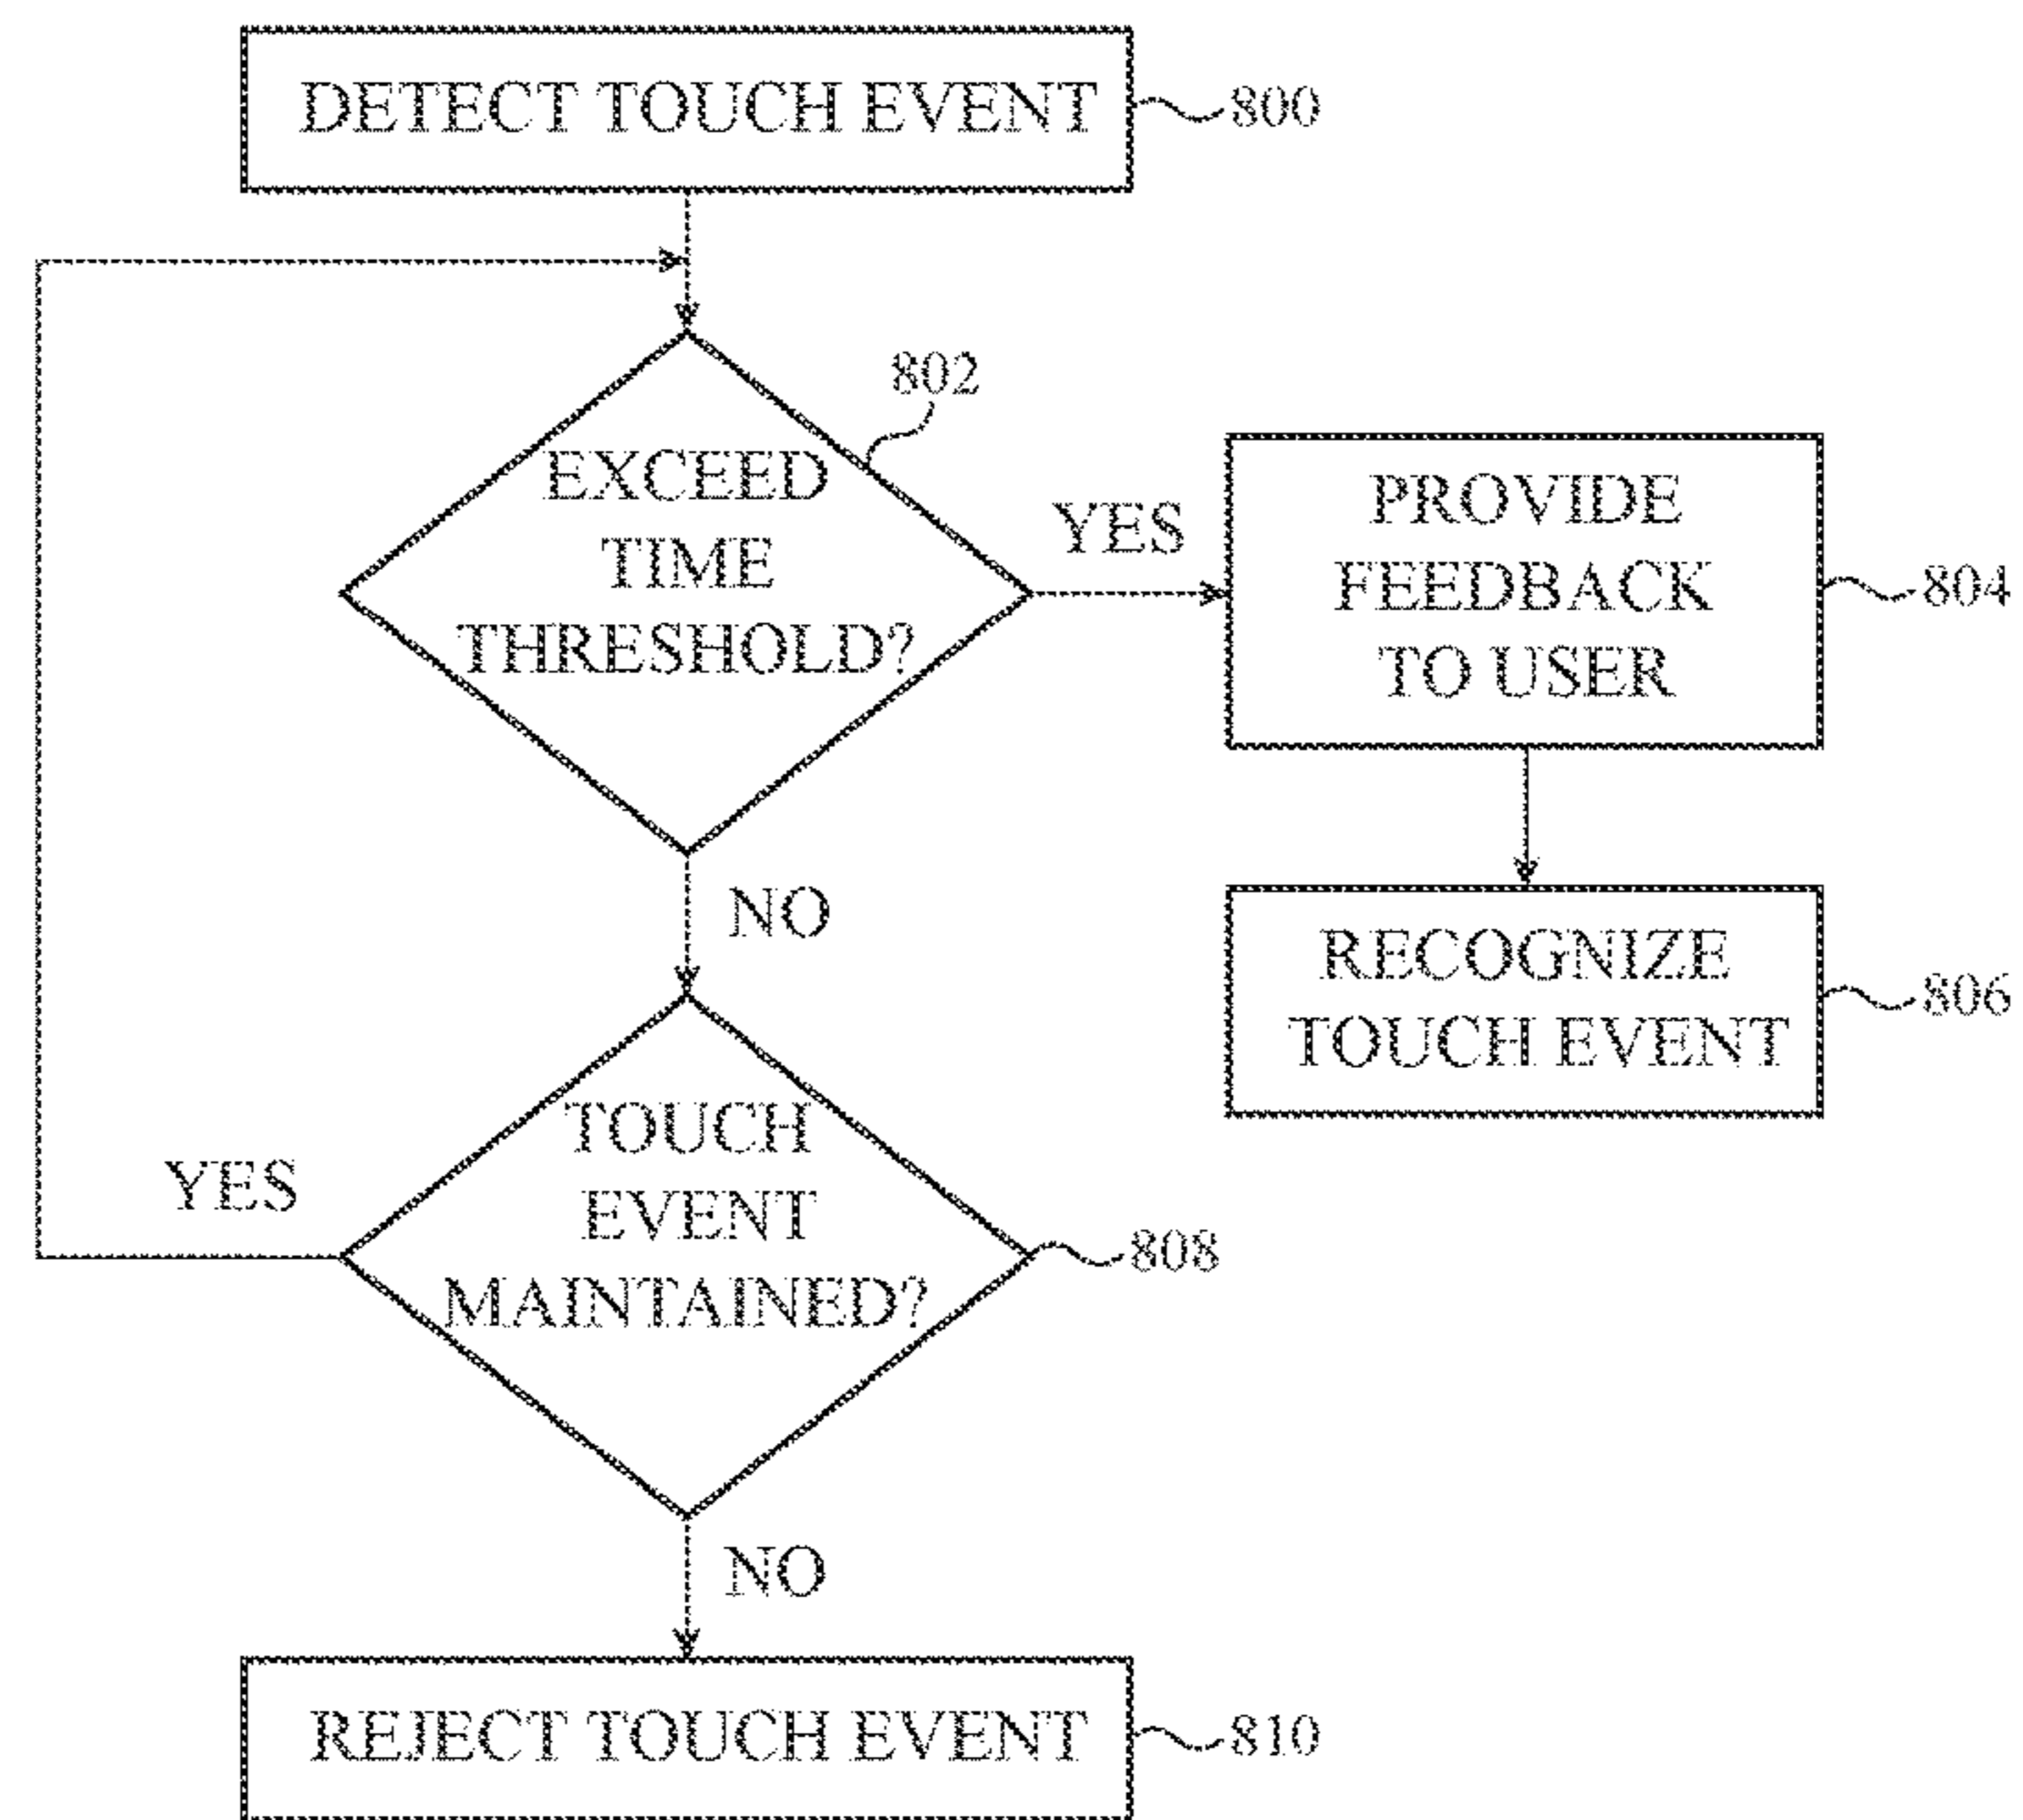 DETECT TOUCH EVENT
800
802
EXCEED
TIME
THRESHOLD?
YES
PROVIDE
FEEDBACK
TO USER
804
NO
RECOGNIZE
TOUCH EVENT
806
TOUCH
EVENT
MAINTAINED?
YES
808
NO
REJECT TOUCH EVENT
810